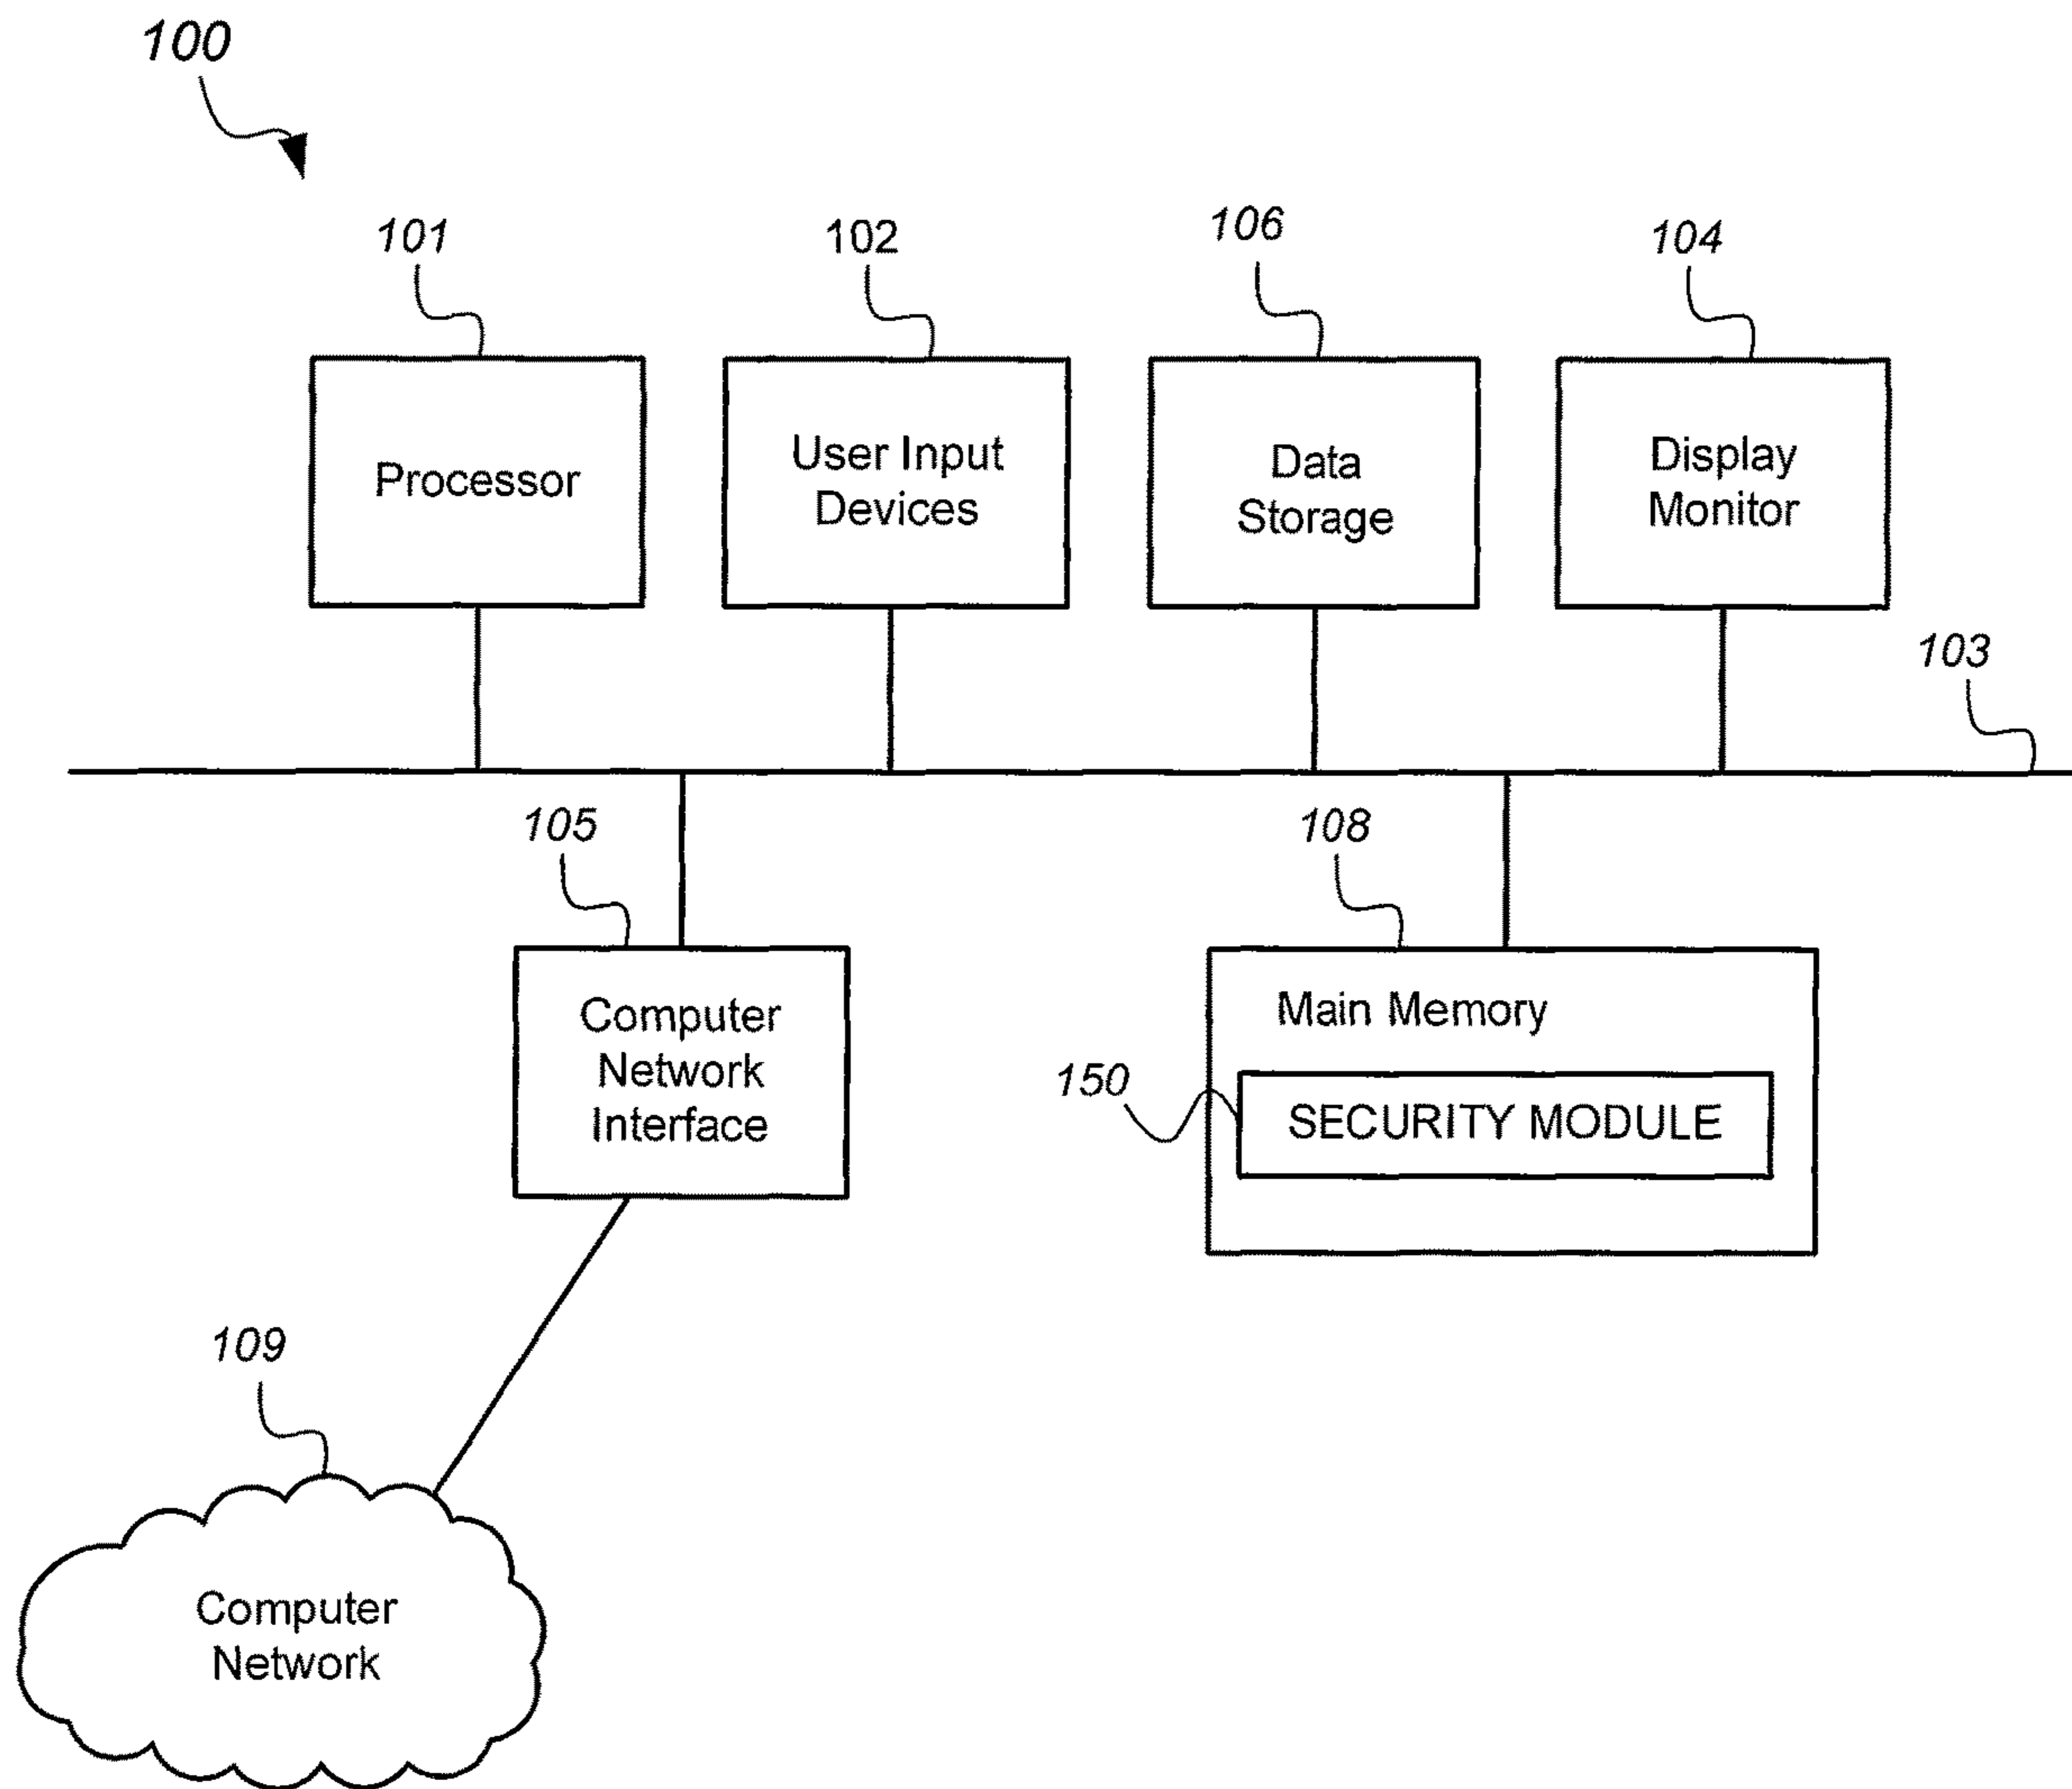 100
101
102
106
104
Processor
User Input
Devices
Data
Storage
Display
Monitor
103
105
108
Computer
Network
Interface
Main Memory
150
SECURITY MODULE
109
Computer
Network